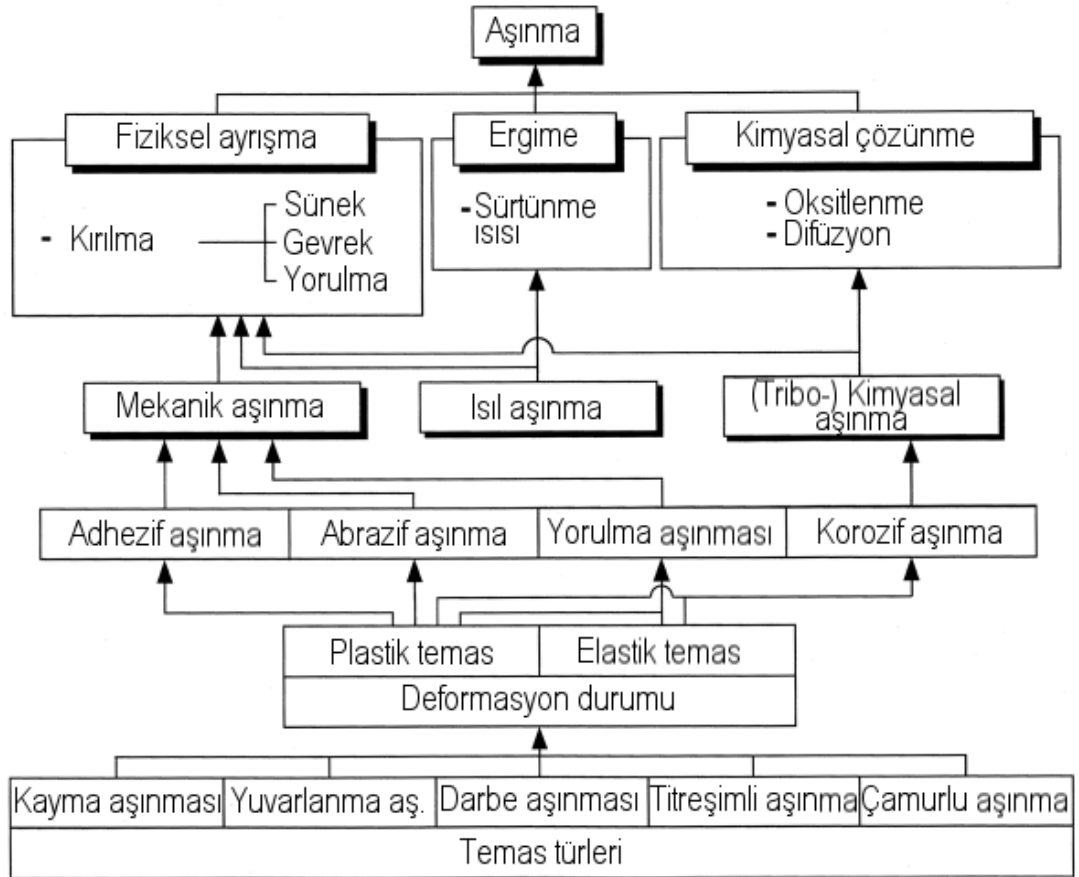 Aşınma
Fiziksel ayrışma
Ergime
Kimyasal çözünme
- Kırılma
Sünek
Gevrek
Yorulma
- Sürtünme
ısısı
- Oksitlenme
- Difüzyon
Mekanik aşınma
Isıl aşınma
(Tribo-) Kimyasal
aşınma
Adhezif aşınma
Abrazif aşınma
Yorulma aşınması
Korozif aşınma
Plastik temas
Elastik temas
Deformasyon durumu
Kayma aşınması
Yuvarlanma aş.
Darbe aşınması
Titreşimli aşınma
Çamurlu aşınma
Temas türleri